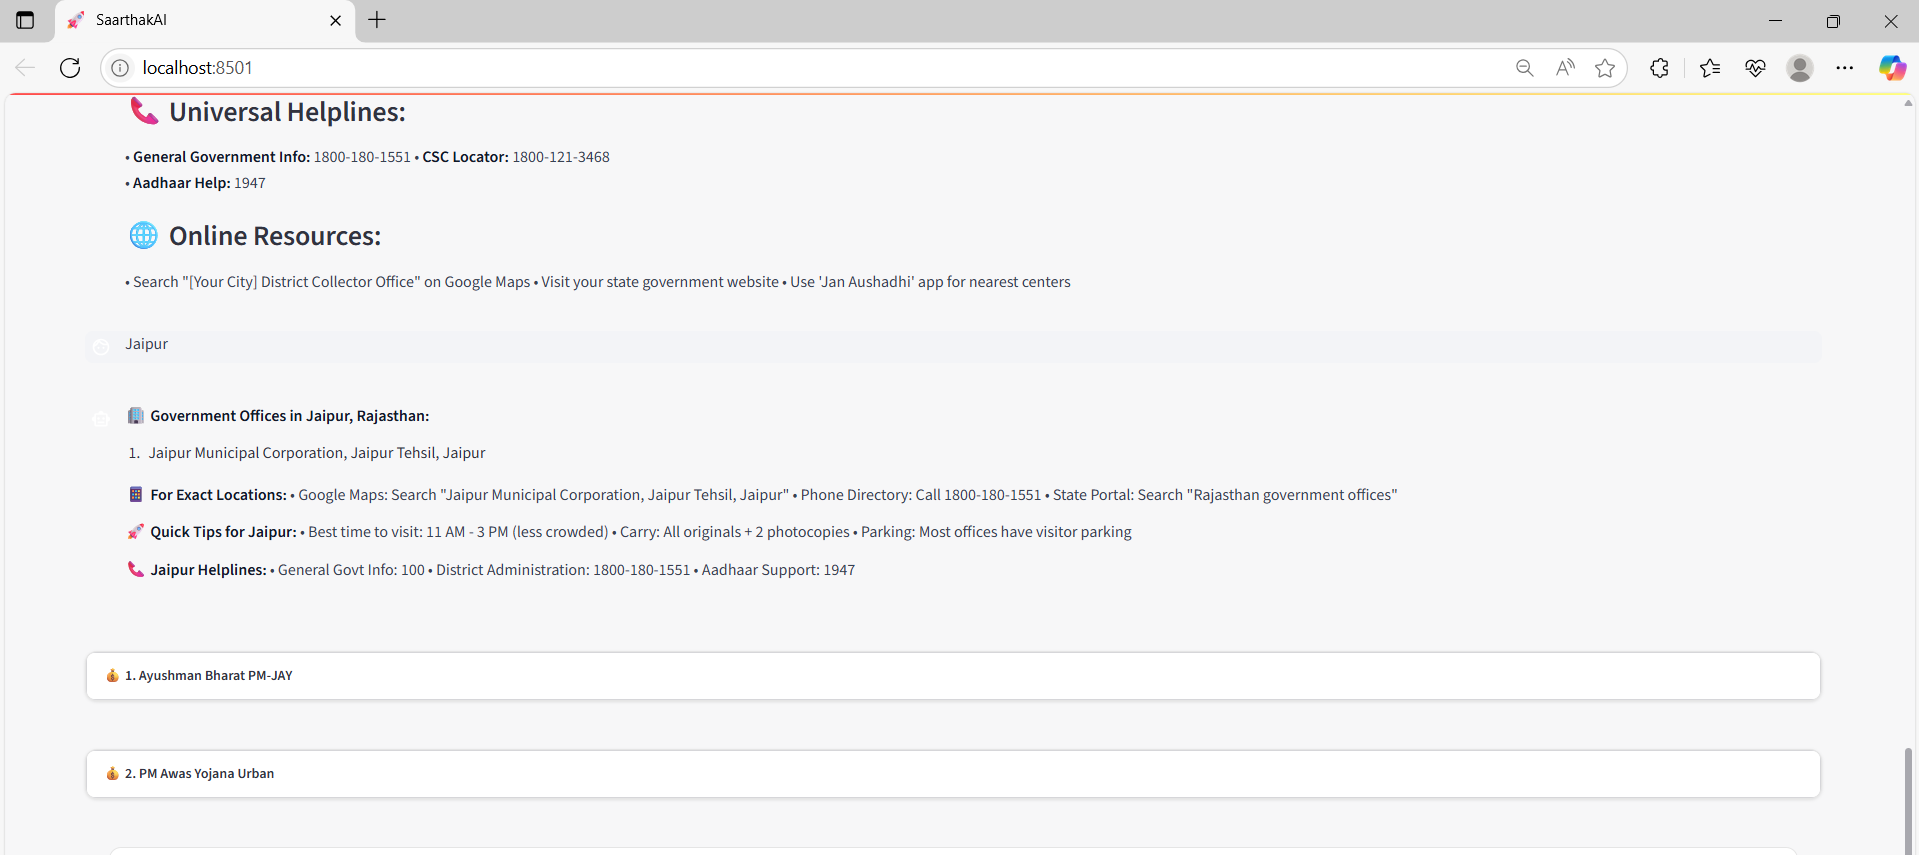 SaarthakAI
localhost:8501
Universal Helplines:
• General Government Info: 1800-180-1551 • CSC Locator: 1800-121-3468
• Aadhaar Help: 1947
Online Resources:
• Search "[Your City] District Collector Office" on Google Maps • Visit your state government website • Use 'Jan Aushadhi' app for nearest centers
Jaipur
Government Offices in Jaipur, Rajasthan:
1. Jaipur Municipal Corporation, Jaipur Tehsil, Jaipur
For Exact Locations: • Google Maps: Search "Jaipur Municipal Corporation, Jaipur Tehsil, Jaipur" • Phone Directory: Call 1800-180-1551 • State Portal: Search "Rajasthan government offices"
Quick Tips for Jaipur: • Best time to visit: 11 AM - 3 PM (less crowded) • Carry: All originals + 2 photocopies • Parking: Most offices have visitor parking
Jaipur Helplines: • General Govt Info: 100 • District Administration: 1800-180-1551 • Aadhaar Support: 1947
1. Ayushman Bharat PM-JAY
2. PM Awas Yojana Urban